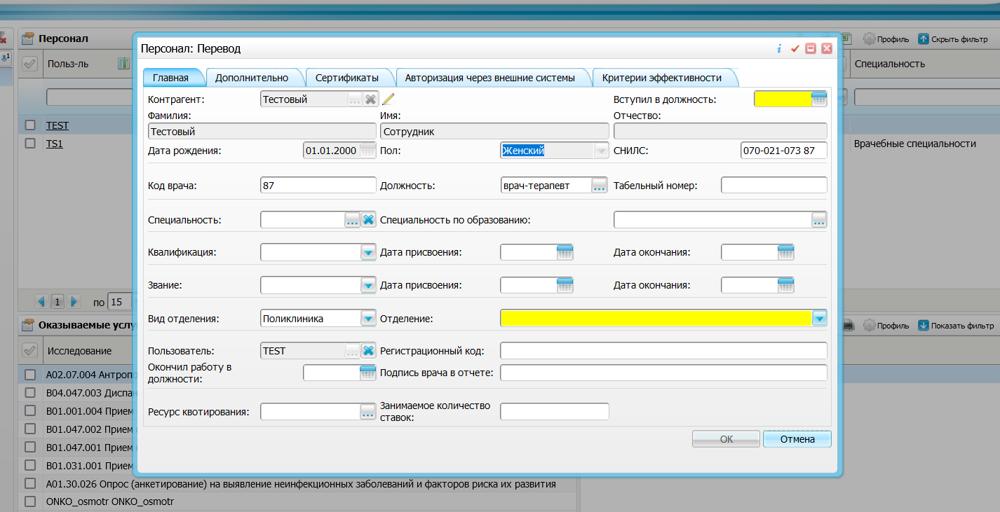 Персонал
Профиль
Скрыть фильтр
1
Польз-ль
Специальность
TEST
TS1
Врачебные специальности
1
по
15
Персонал: Перевод
Главная
Дополнительно
Сертификаты
Авторизация через внешние системы
Критерии эффективности
Контрагент:
Тестовый
...
Вступил в должность:
Фамилия:
Имя:
Отчество:
Тестовый
Сотрудник
Дата рождения:
01.01.2000
Пол:
Женский
СНИЛС:
070-021-073 87
Код врача:
87
Должность:
врач-терапевт
...
Табельный номер:
Специальность:
...
Специальность по образованию:
...
Квалификация:
Дата присвоения:
Дата окончания:
Звание:
Дата присвоения:
Дата окончания:
Вид отделения:
Поликлиника
Отделение:
Пользователь:
TEST
...
Регистрационный код:
Окончил работу в
должности:
Подпись врача в отчете:
Ресурс квотирования:
...
Занимаемое количество
ставок:
ОК
Отмена
Оказываемые услу
Профиль
Показать фильтр
Исследование
A02.07.004 Антропо
B04.047.003 Диспан
B01.001.004 Прием
B01.047.002 Прием
B01.047.001 Прием
B01.031.001 Прием
A01.30.026 Опрос (анкетирование) на выявление неинфекционных заболеваний и факторов риска их развития
ONKO_osmotr ONKO_osmotr